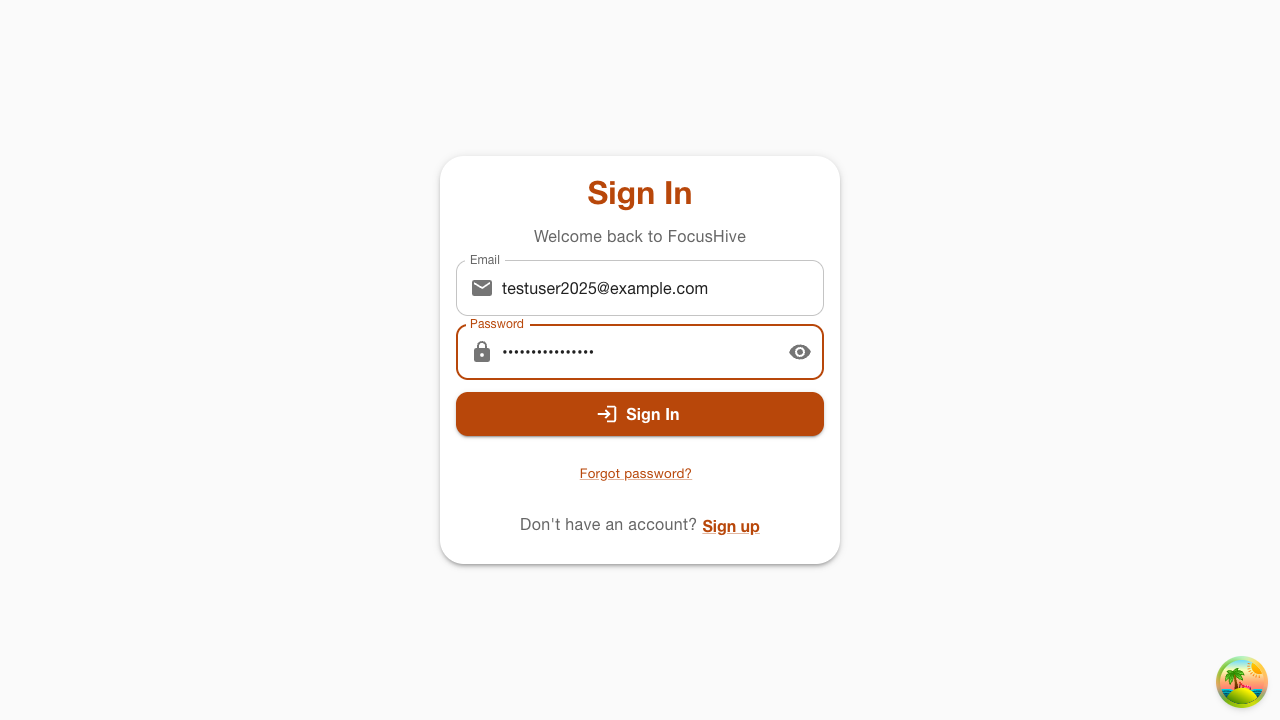 Sign In
Welcome back to FocusHive
Email
testuser2025@example.com
Password
••••••••••••••••
Sign In
Forgot password?
Don't have an account? Sign up